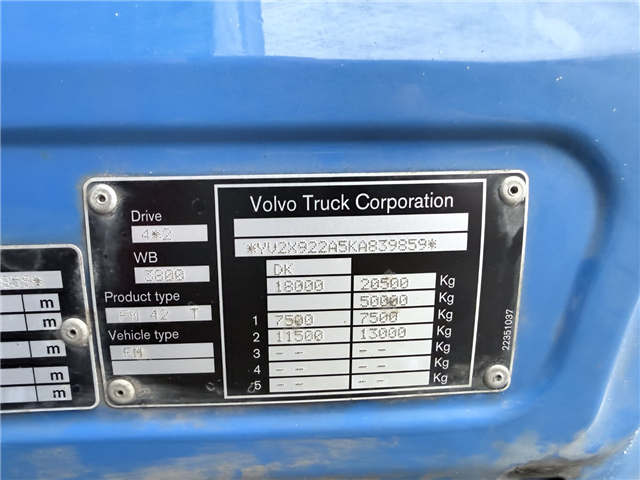 Volvo Truck Corporation
Drive
4*2
WB
3800
Product type
FM 42 T
Vehicle type
FM
*YV2X922A5KA839859*
DK
18000 20500 Kg
50000 Kg
1 7500 7500 Kg
2 11500 13000 Kg
3 -- -- Kg
4 -- -- Kg
5 -- -- Kg
22351037
m
m
m
m